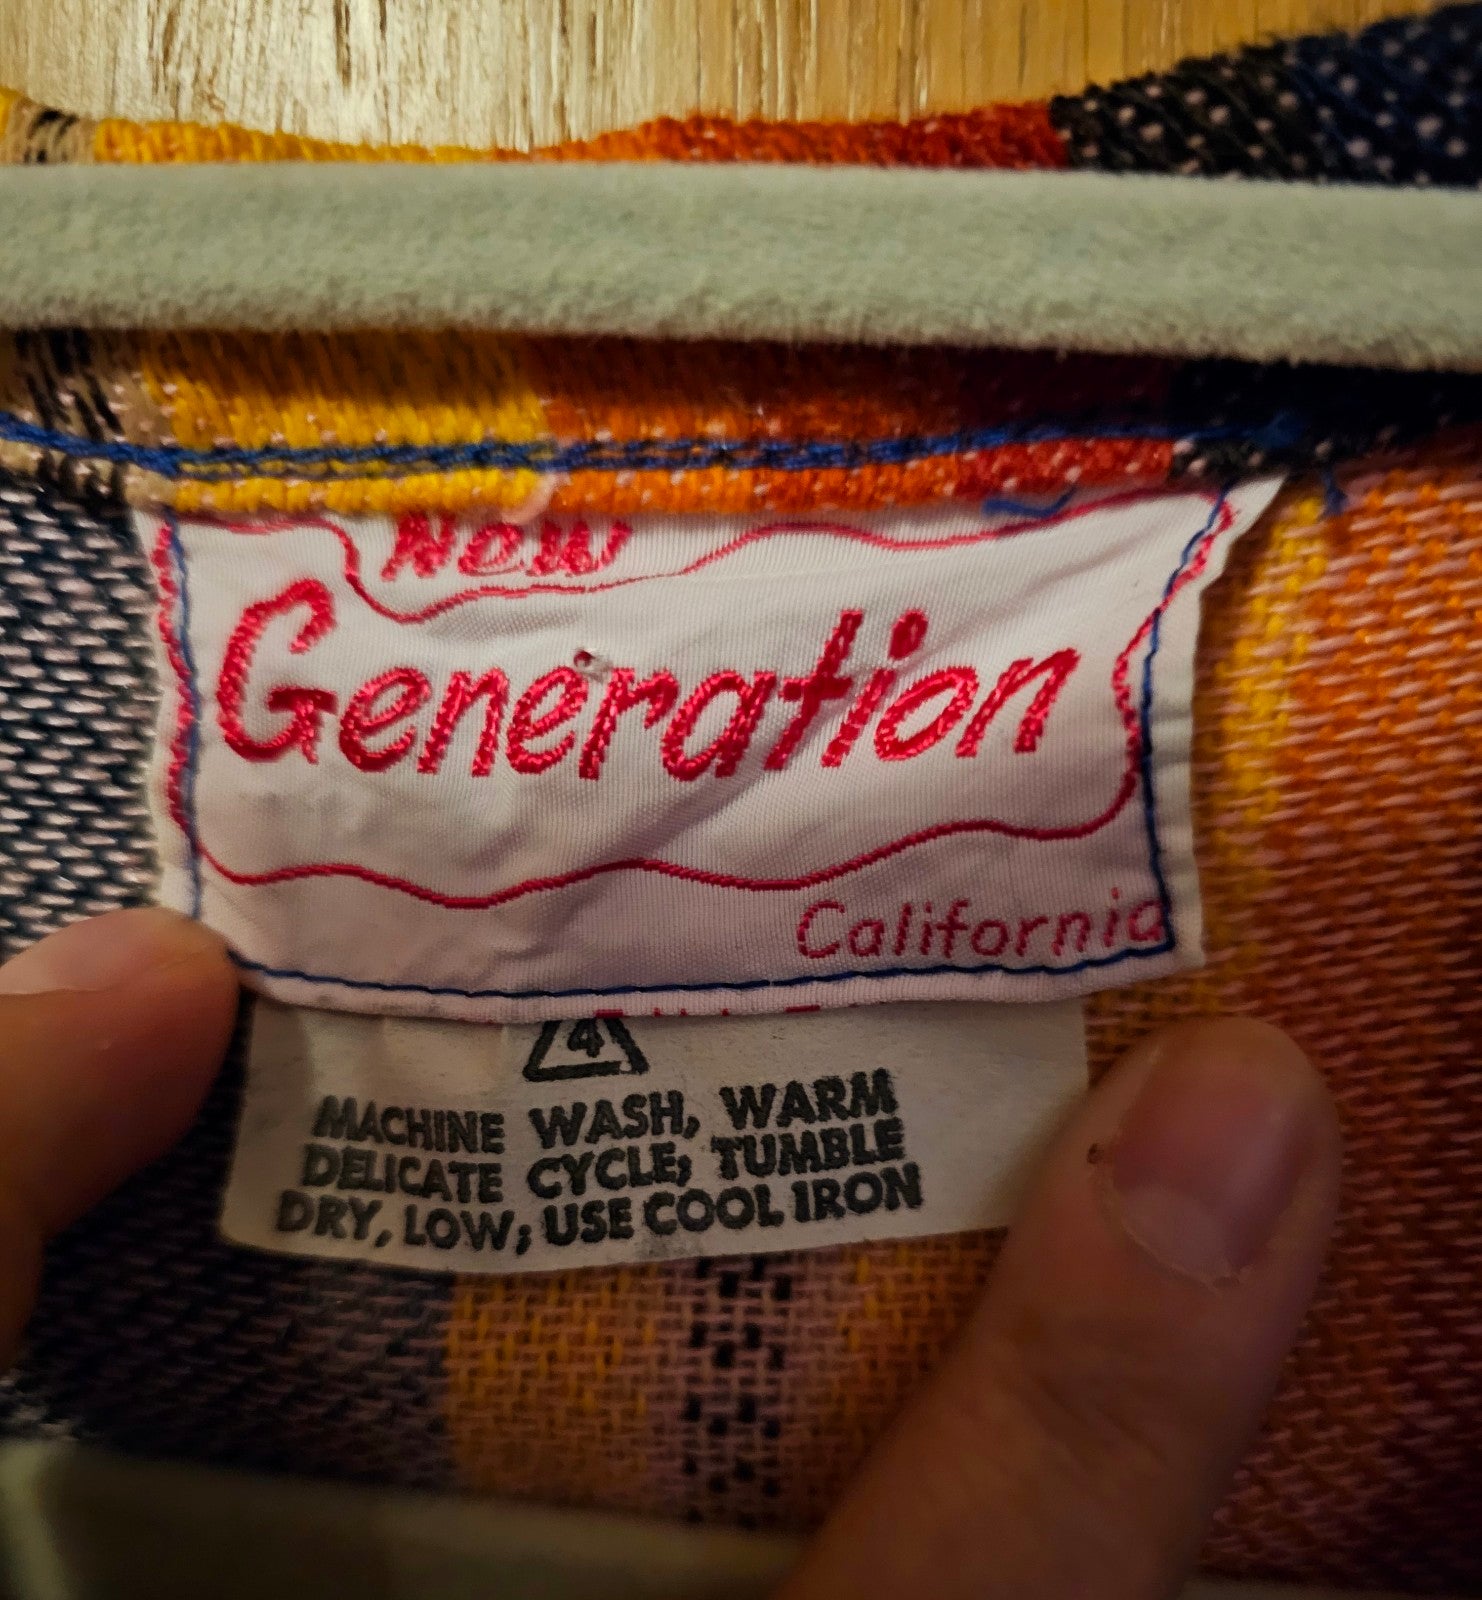 New
Generation
California
4
MACHINE WASH, WARM
DELICATE CYCLE; TUMBLE
DRY, LOW; USE COOL IRON